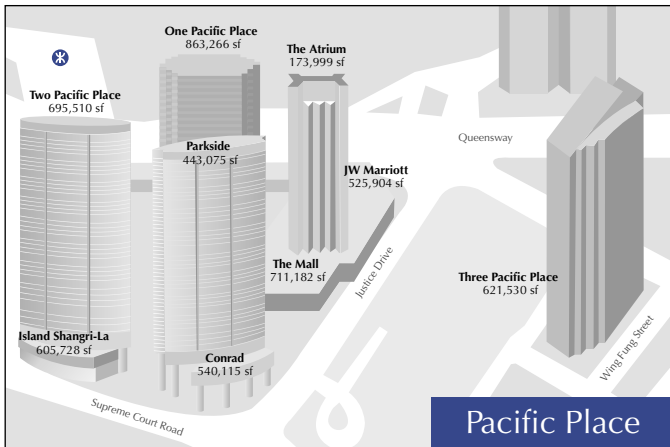 One Pacific Place
863,266 sf
The Atrium
173,999 sf
Two Pacific Place
695,510 sf
Queensway
Parkside
443,075 sf
JW Marriott
525,904 sf
The Mall
711,182 sf
Justice Drive
Three Pacific Place
621,530 sf
Island Shangri-La
605,728 sf
Conrad
540,115 sf
Wing Fung Street
Supreme Court Road
Pacific Place